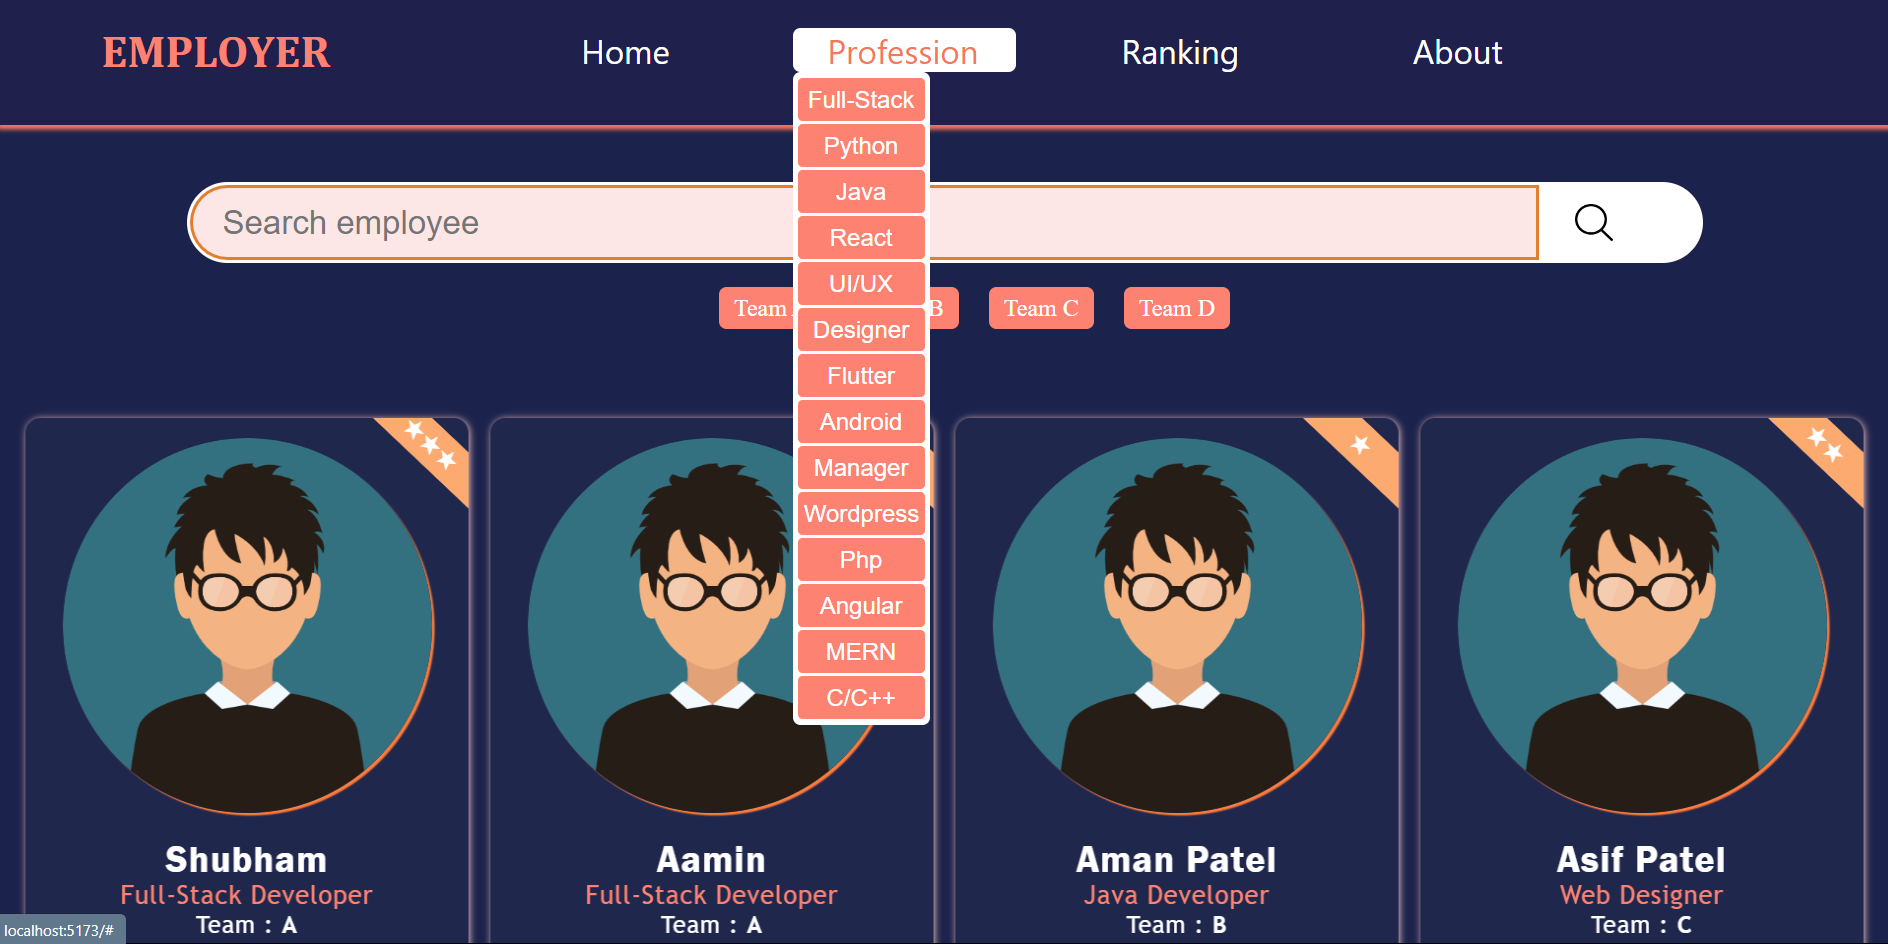 EMPLOYER
Home
Profession
Ranking
About
Full-Stack
Python
Java
React
UI/UX
Designer
Flutter
Android
Manager
Wordpress
Php
Angular
MERN
C/C++
Search employee
Team
B
Team C
Team D
Shubham
Full-Stack Developer
Team : A
Aamin
Full-Stack Developer
Team : A
Aman Patel
Java Developer
Team : B
Asif Patel
Web Designer
Team : C
localhost:5173/#